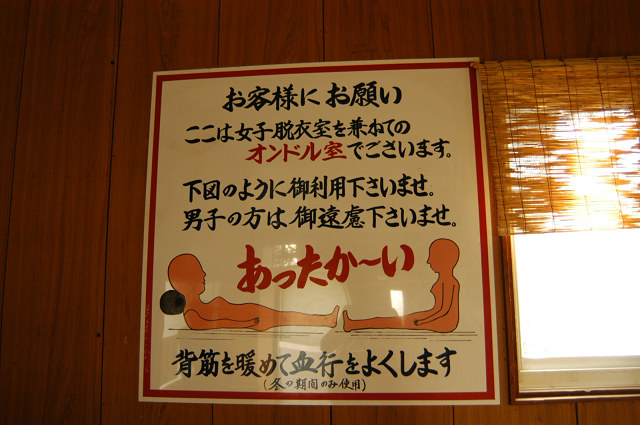 お客様にお願い
ここは女子脱衣室を兼ねての
オンドル室でございます。
下図のように御利用下さいませ。
男子の方は御遠慮下さいませ。
あったか〜い
背筋を暖めて血行をよくします
(冬の期間のみ使用)